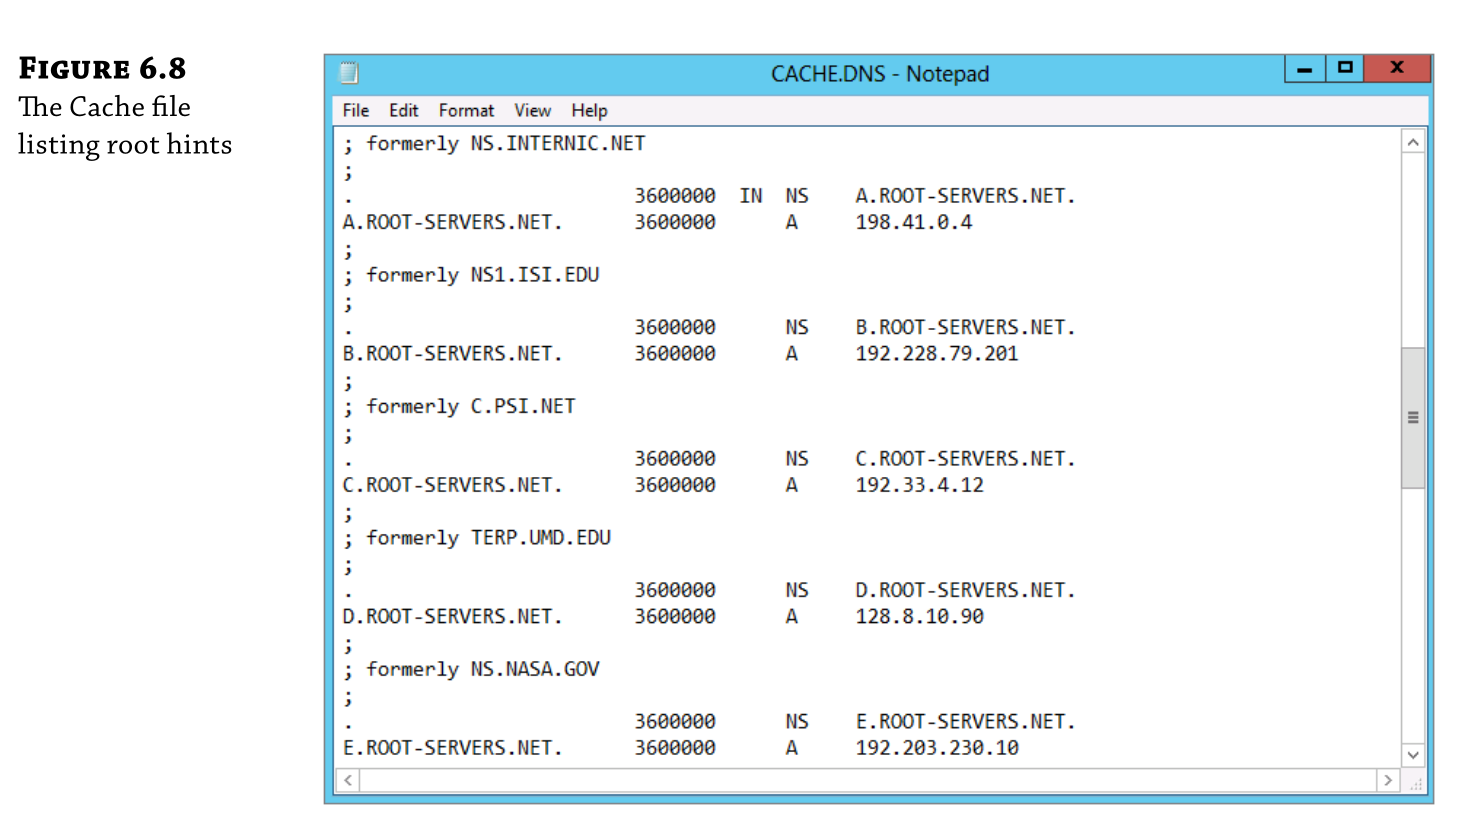 FIGURE 6.8
The Cache file
listing root hints
CACHE.DNS - Notepad
File Edit Format View Help
; formerly NS.INTERNIC.NET
;
. 3600000 IN NS A.ROOT-SERVERS.NET.
A.ROOT-SERVERS.NET. 3600000 A 198.41.0.4
;
; formerly NS1.ISI.EDU
;
. 3600000 NS B.ROOT-SERVERS.NET.
B.ROOT-SERVERS.NET. 3600000 A 192.228.79.201
;
; formerly C.PSI.NET
;
. 3600000 NS C.ROOT-SERVERS.NET.
C.ROOT-SERVERS.NET. 3600000 A 192.33.4.12
;
; formerly TERP.UMD.EDU
;
. 3600000 NS D.ROOT-SERVERS.NET.
D.ROOT-SERVERS.NET. 3600000 A 128.8.10.90
;
; formerly NS.NASA.GOV
;
. 3600000 NS E.ROOT-SERVERS.NET.
E.ROOT-SERVERS.NET. 3600000 A 192.203.230.10